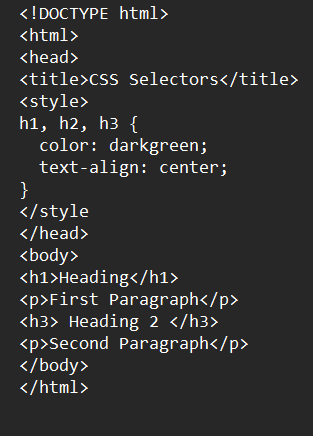 <!DOCTYPE html>
<html>
<head>
<title>CSS Selectors</title>
<style>
h1, h2, h3 {
  color: darkgreen;
  text-align: center;
}
</style
</head>
<body>
<h1>Heading</h1>
<p>First Paragraph</p>
<h3> Heading 2 </h3>
<p>Second Paragraph</p>
</body>
</html>